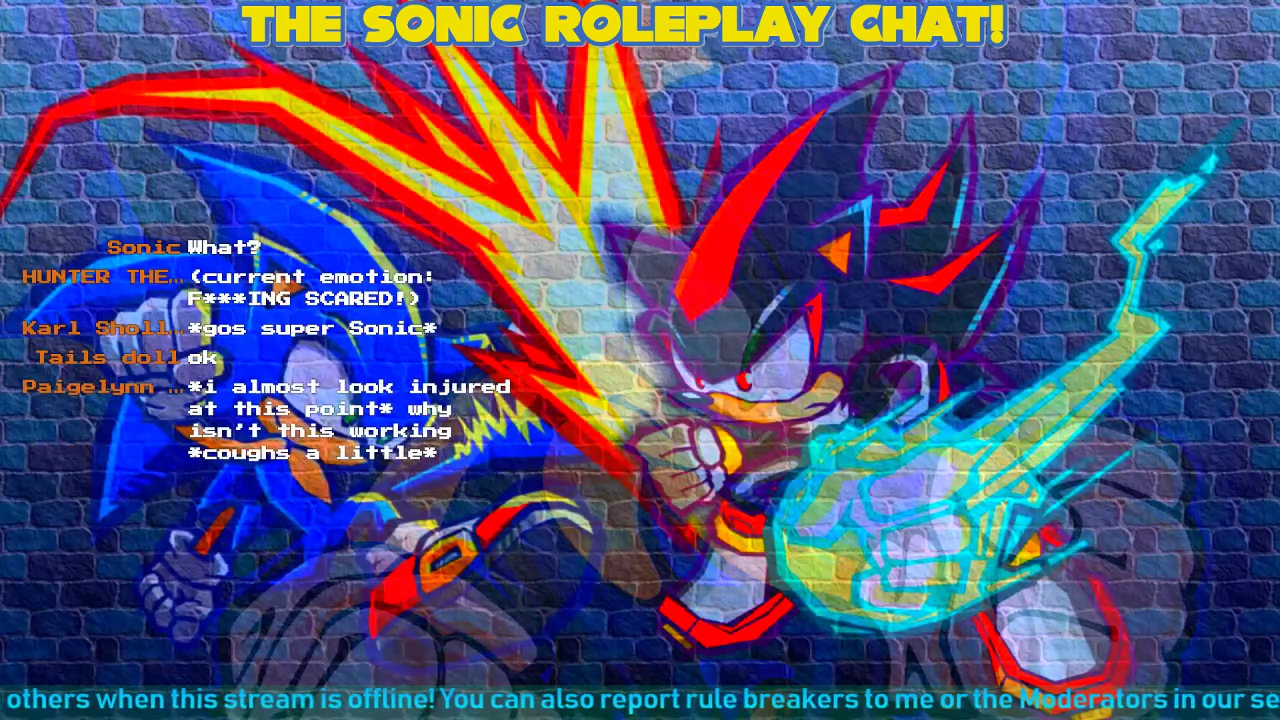 THE SONIC ROLEPLAY CHAT!
Sonic What?
HUNTER THE... (current emotion:
F***ING SCARED!)
Karl Sholl... *gos super Sonic*
Tails doll ok
Paigelynn ... *i almost look injured
at this point* why
isn't this working
*coughs a little*
others when this stream is offline! You can also report rule breakers to me or the Moderators in our se